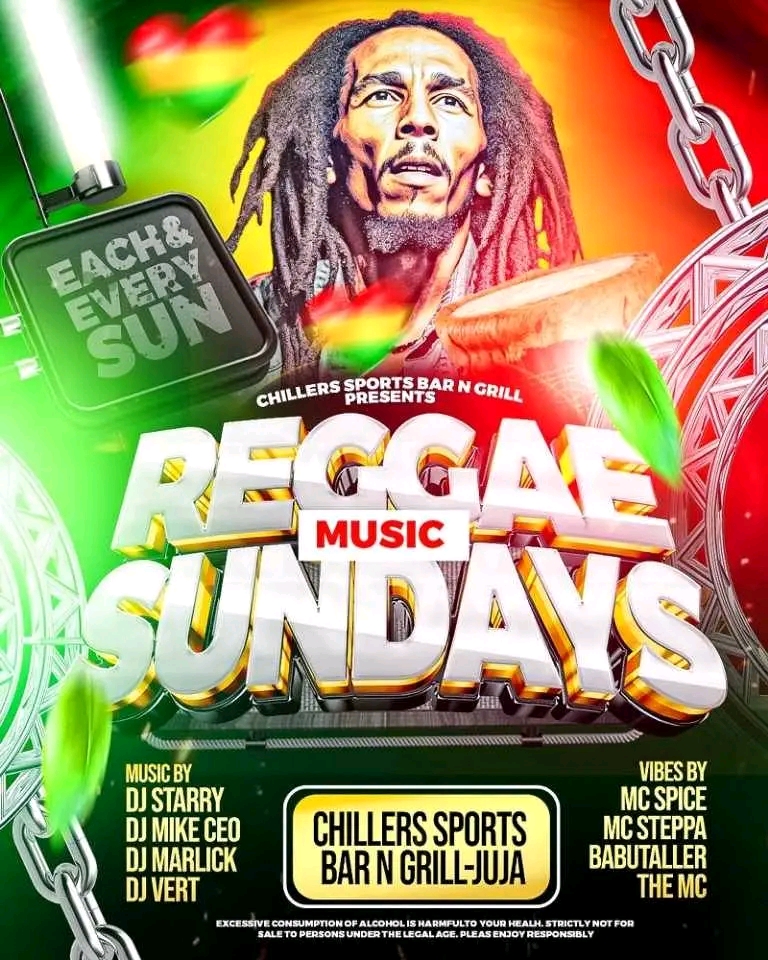 EACH&
EVERY
SUN
CHILLERS SPORTS BAR N GRILL
PRESENTS
REGGAE
MUSIC
SUNDAYS
MUSIC BY
DJ STARRY
DJ MIKE CEO
DJ MARLICK
DJ VERT
CHILLERS SPORTS
BAR N GRILL-JUJA
VIBES BY
MC SPICE
MC STEPPA
BABUTALLER
THE MC
EXCESSIVE CONSUMPTION OF ALCOHOL IS HARMFULTO YOUR HEALH. STRICTLY NOT FOR
SALE TO PERSONS UNDER THE LEGAL AGE. PLEAS ENJOY RESPONSIBLY